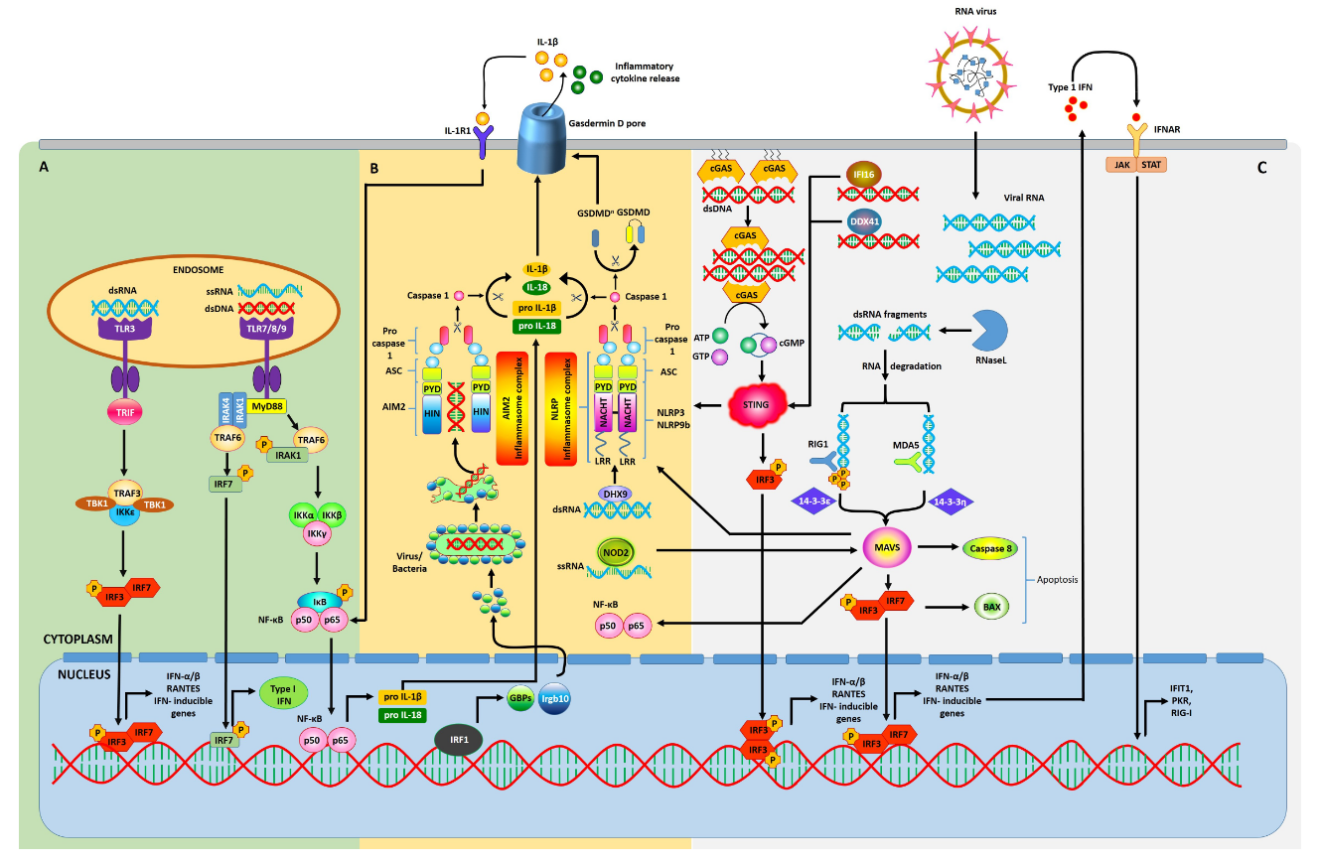 RNA virus
IL-1β
Inflammatory
cytokine release
Type 1 IFN
IL-1R1
Gasdermin D pore
IFNAR
JAK STAT
A
ENDOSOME
dsRNA
TLR3
ssRNA
dsDNA
TLR7/8/9
TRIF
IRAK4
IRAK1
MyD88
TRAF6
TRAF6
P
IRAK1
IRF7
P
TRAF3
TBK1
TBK1
IKKε
IKKα
IKKβ
IKKγ
P
IRF3
IRF7
IκB
P
NF-κB
p50
p65
CYTOPLASM
B
GSDMDⁿ GSDMD
IL-1β
IL-18
pro IL-1β
pro IL-18
Caspase 1
Caspase 1
Pro
caspase
1
Pro
caspase
1
ASC
ASC
PYD
PYD
PYD
PYD
AIM2
HIN
HIN
AIM2
Inflammasome complex
NLRP
Inflammasome complex
NACHT
NACHT
NLRP3
NLRP9b
LRR
LRR
DHX9
dsRNA
NOD2
ssRNA
Virus/
Bacteria
NF-κB
p50
p65
C
cGAS
cGAS
dsDNA
cGAS
cGAS
IFI16
DDX41
ATP
GTP
cGMP
STING
IRF3
P
Viral RNA
dsRNA fragments
RNaseL
RNA degradation
RIG1
MDA5
P
P
P
14-3-3ε
14-3-3η
MAVS
Caspase 8
Apoptosis
P
IRF3
IRF7
BAX
NUCLEUS
IFN-α/β
RANTES
IFN- inducible
genes
P
IRF3
IRF7
Type I
IFN
IRF7
P
NF-κB
p50
p65
pro IL-1β
pro IL-18
IRF1
GBPs
Irgb10
IRF3
P
IRF3
P
IFN-α/β
RANTES
IFN- inducible
genes
P
IRF3
IRF7
IFN-α/β
RANTES
IFN- inducible
genes
IFIT1,
PKR,
RIG-I